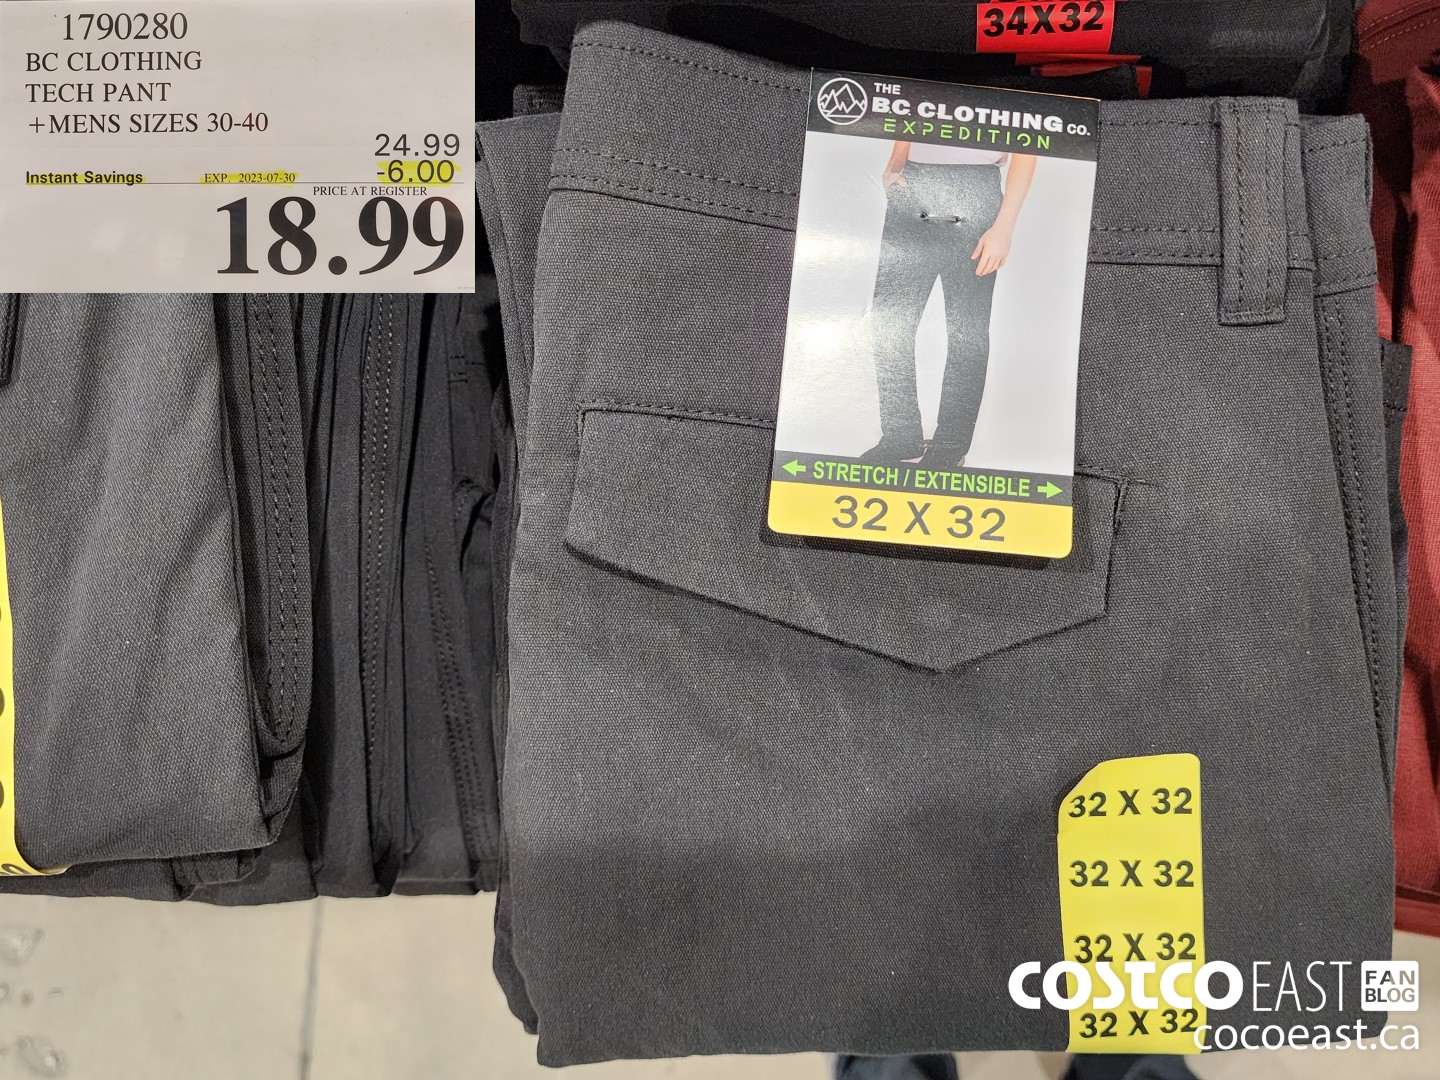 1790280
BC CLOTHING
TECH PANT
+MENS SIZES 30-40
24.99
Instant Savings EXP. 2023-07-30 -6.00
PRICE AT REGISTER
18.99
34X32
THE
BC CLOTHING CO.
EXPEDITION
STRETCH / EXTENSIBLE
32 X 32
32 X 32
32 X 32
32 X 32
32 X 32
COSTCO EAST FAN BLOG
cocoeast.ca